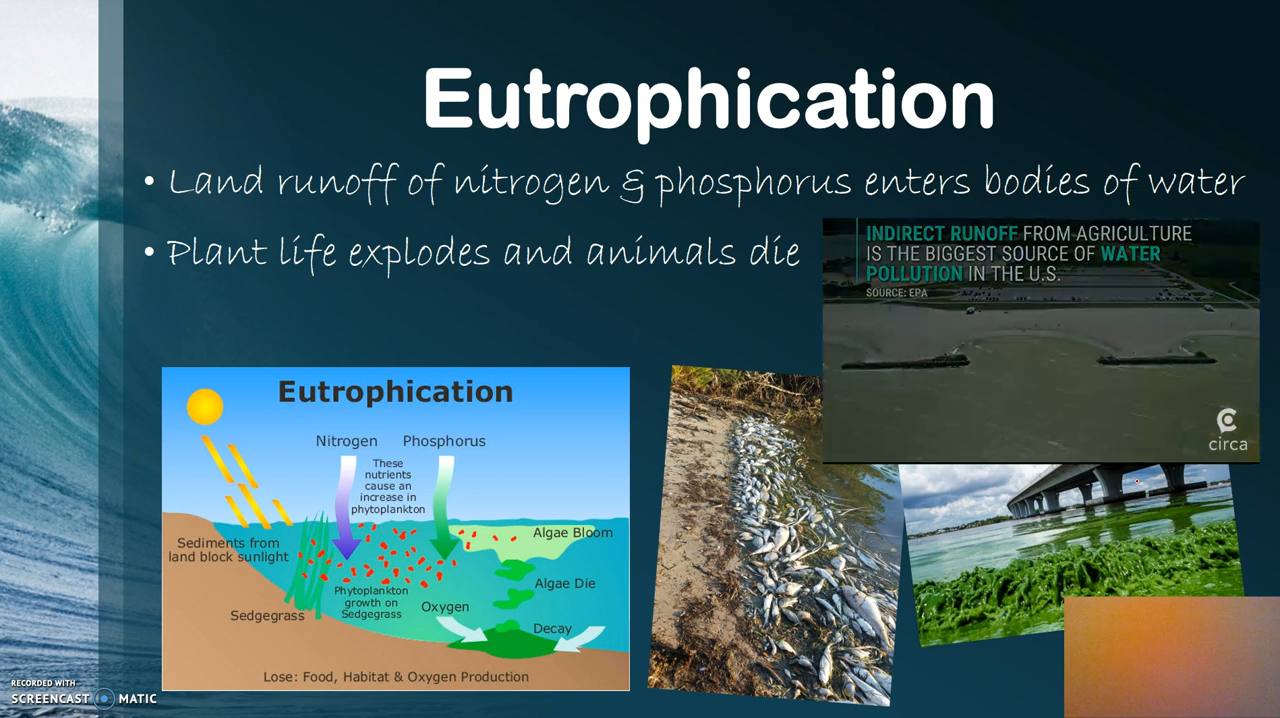 Eutrophication
• Land runoff of nitrogen & phosphorus enters bodies of water
• Plant life explodes and animals die
INDIRECT RUNOFF FROM AGRICULTURE
IS THE BIGGEST SOURCE OF WATER
POLLUTION IN THE U.S.
SOURCE: EPA
circa
Eutrophication
Nitrogen
Phosphorus
These
nutrients
cause an
increase in
phytoplankton
Sediments from
land block sunlight
Algae Bloom
Algae Die
Phytoplankton
growth on
Sedgegrass
Sedgegrass
Oxygen
Decay
Lose: Food, Habitat & Oxygen Production
RECORDED WITH
SCREENCAST MATIC